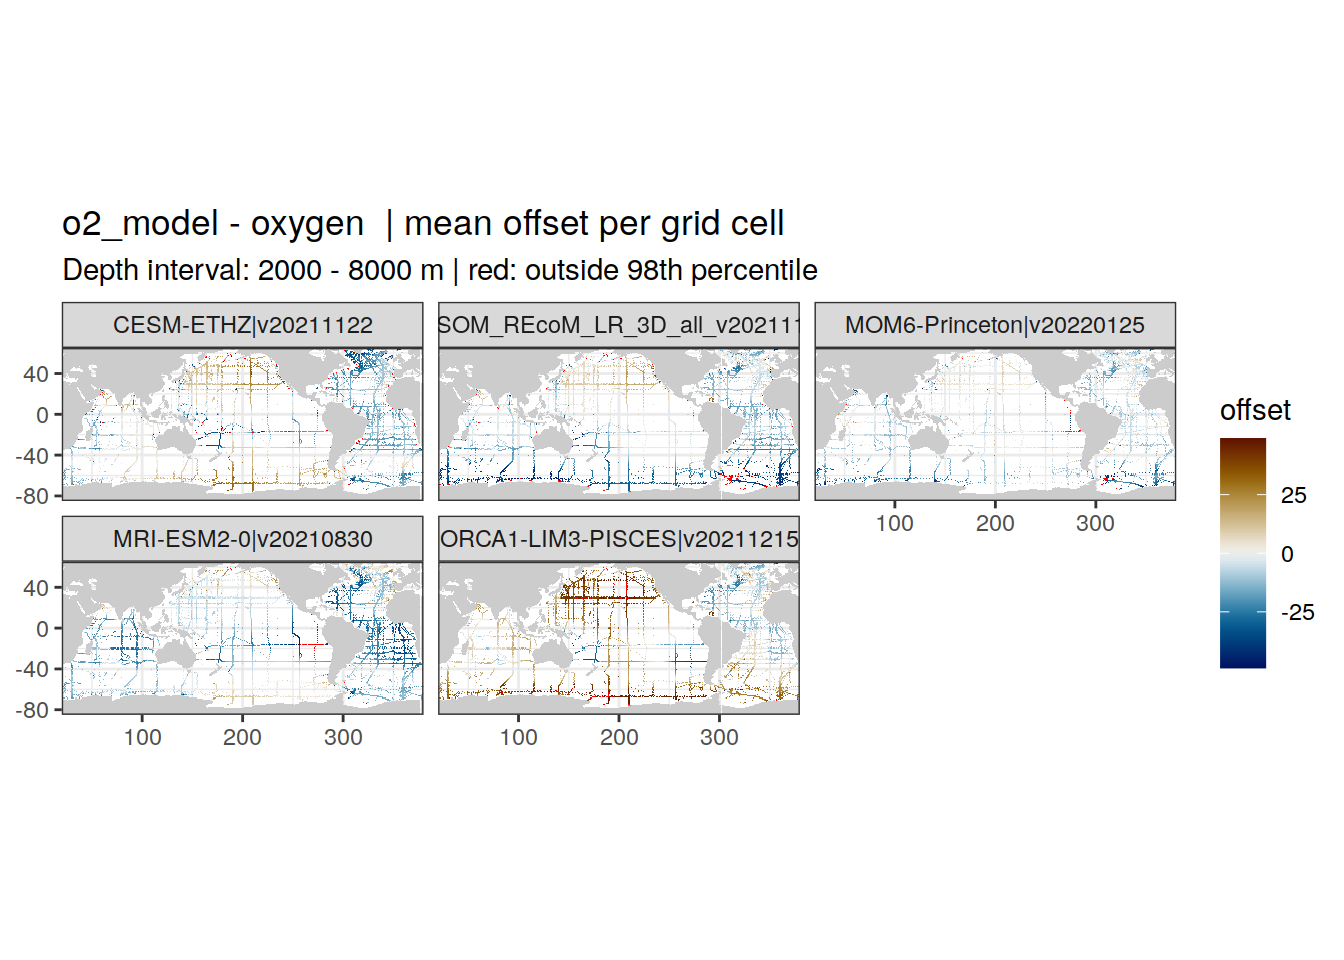 o2_model - oxygen | mean offset per grid cell
Depth interval: 2000 - 8000 m | red: outside 98th percentile
CESM-ETHZ|v20211122
SOM_REcoM_LR_3D_all_v202111
MOM6-Princeton|v20220125
40
0
-40
-80
100
200
300
MRI-ESM2-0|v20210830
ORCA1-LIM3-PISCES|v20211215
40
0
-40
-80
100
200
300
100
200
300
offset
25
0
-25